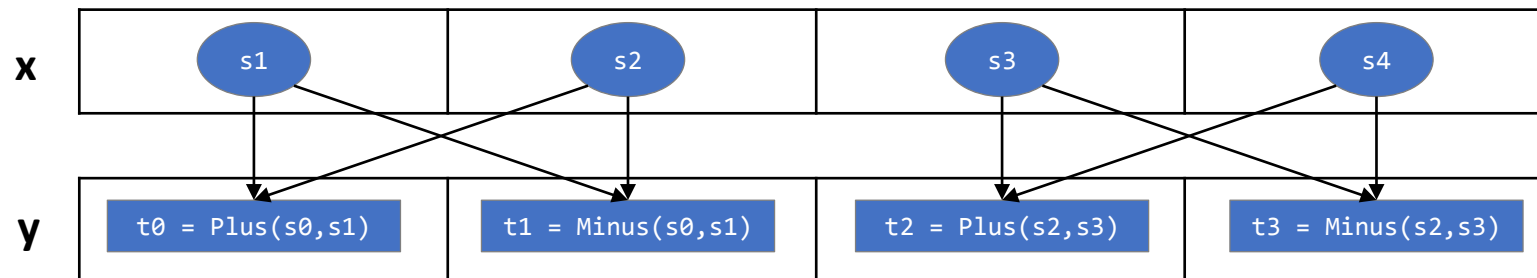 x s1 s2 s3 s4
y t0 = Plus(s0,s1) t1 = Minus(s0,s1) t2 = Plus(s2,s3) t3 = Minus(s2,s3)